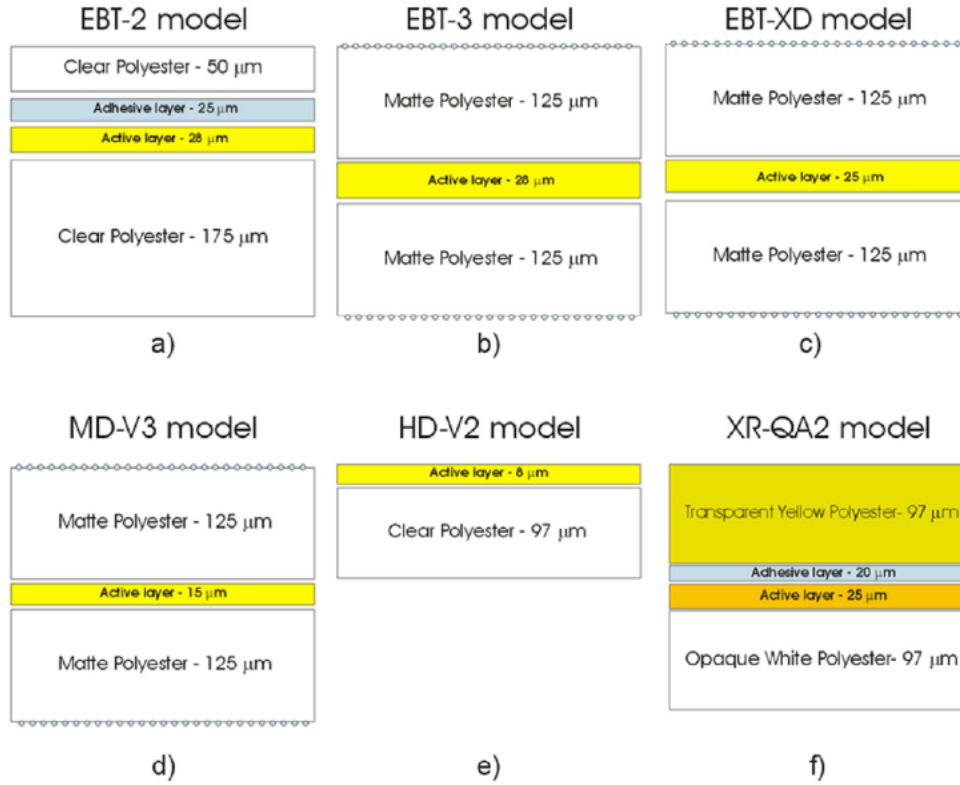 EBT-2 model
Clear Polyester - 50 μm
Adhesive layer - 25 μm
Active layer - 28 μm
Clear Polyester - 175 μm
a)
EBT-3 model
Matte Polyester - 125 μm
Active layer - 28 μm
Matte Polyester - 125 μm
b)
EBT-XD model
Matte Polyester - 125 μm
Active layer - 25 μm
Matte Polyester - 125 μm
c)
MD-V3 model
Matte Polyester - 125 μm
Active layer - 15 μm
Matte Polyester - 125 μm
d)
HD-V2 model
Active layer - 8 μm
Clear Polyester - 97 μm
e)
XR-QA2 model
Transparent Yellow Polyester- 97 μm
Adhesive layer - 20 μm
Active layer - 25 μm
Opaque White Polyester- 97 μm
f)